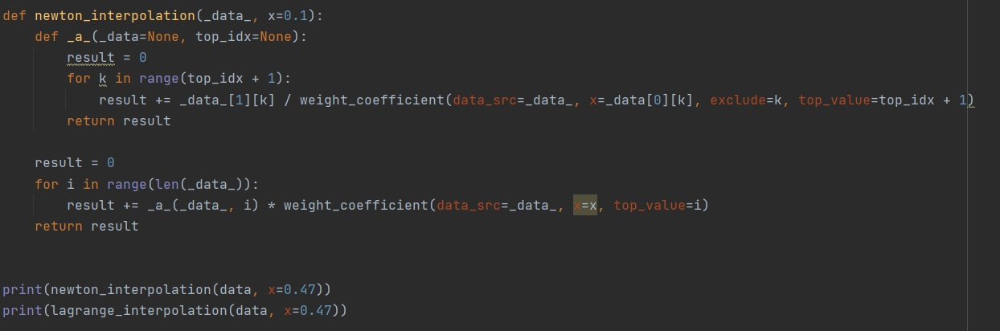 def newton_interpolation(_data_, x=0.1):
    def _a_(_data=None, top_idx=None):
        result = 0
        for k in range(top_idx + 1):
            result += _data_[1][k] / weight_coefficient(data_src=_data_, x=_data[0][k], exclude=k, top_value=top_idx + 1)
        return result
    result = 0
    for i in range(len(_data_)):
        result += _a_(_data_, i) * weight_coefficient(data_src=_data_, x=x, top_value=i)
    return result
print(newton_interpolation(data, x=0.47))
print(lagrange_interpolation(data, x=0.47))